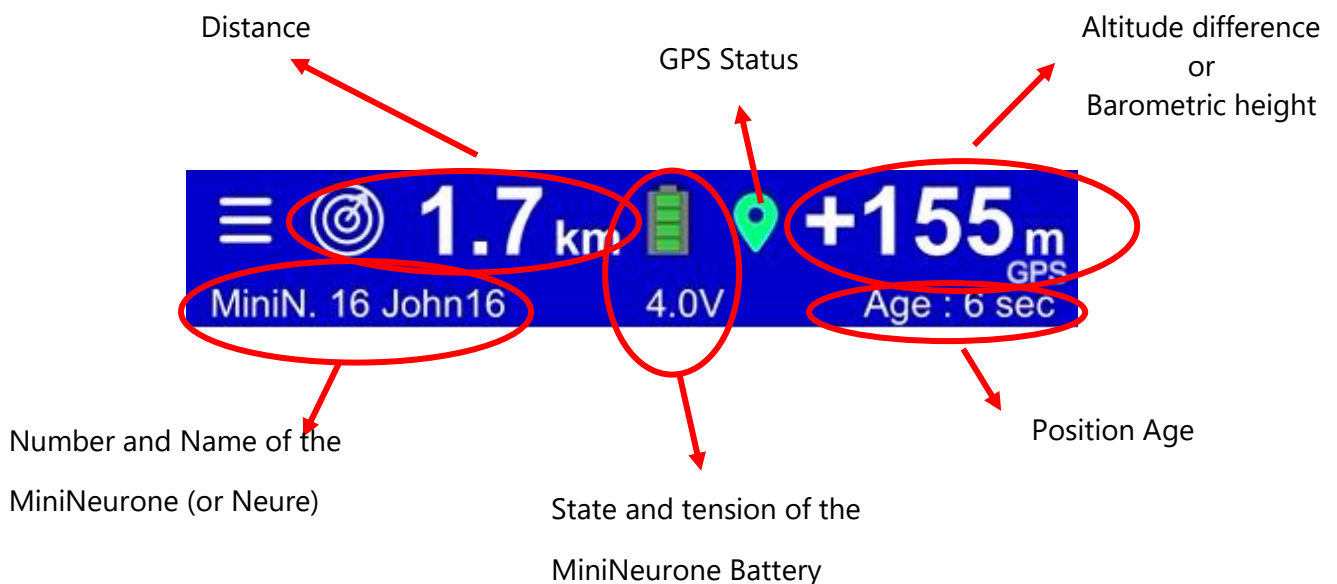 Distance
GPS Status
Altitude difference
or
Barometric height
1.7 km
+155 m
GPS
MiniN. 16 John16
4.0V
Age : 6 sec
Number and Name of the
MiniNeurone (or Neure)
Position Age
State and tension of the
MiniNeurone Battery